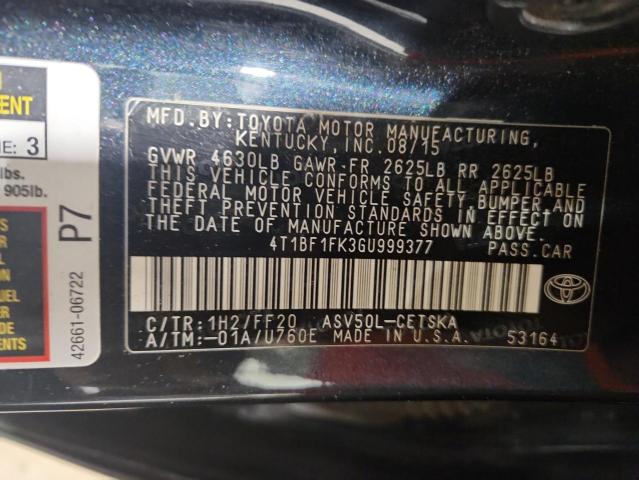 ENT
E: 3
lbs.
905lb.
P7
42661-06722
MFD.BY:TOYOTA MOTOR MANUFACTURING,
KENTUCKY, INC.08/15
GVWR 4630LB GAWR:FR 2625LB RR 2625LB
THIS VEHICLE CONFORMS TO ALL APPLICABLE
FEDERAL MOTOR VEHICLE SAFETY, BUMPER, AND
THEFT PREVENTION STANDARDS IN EFFECT ON
THE DATE OF MANUFACTURE SHOWN ABOVE.
4T1BF1FK3GU999377 PASS.CAR
C/TR:1H2/FF20 ASV50L-CETSKA
A/TM:-01A/U760E MADE IN U.S.A. 53164
TOYOTA